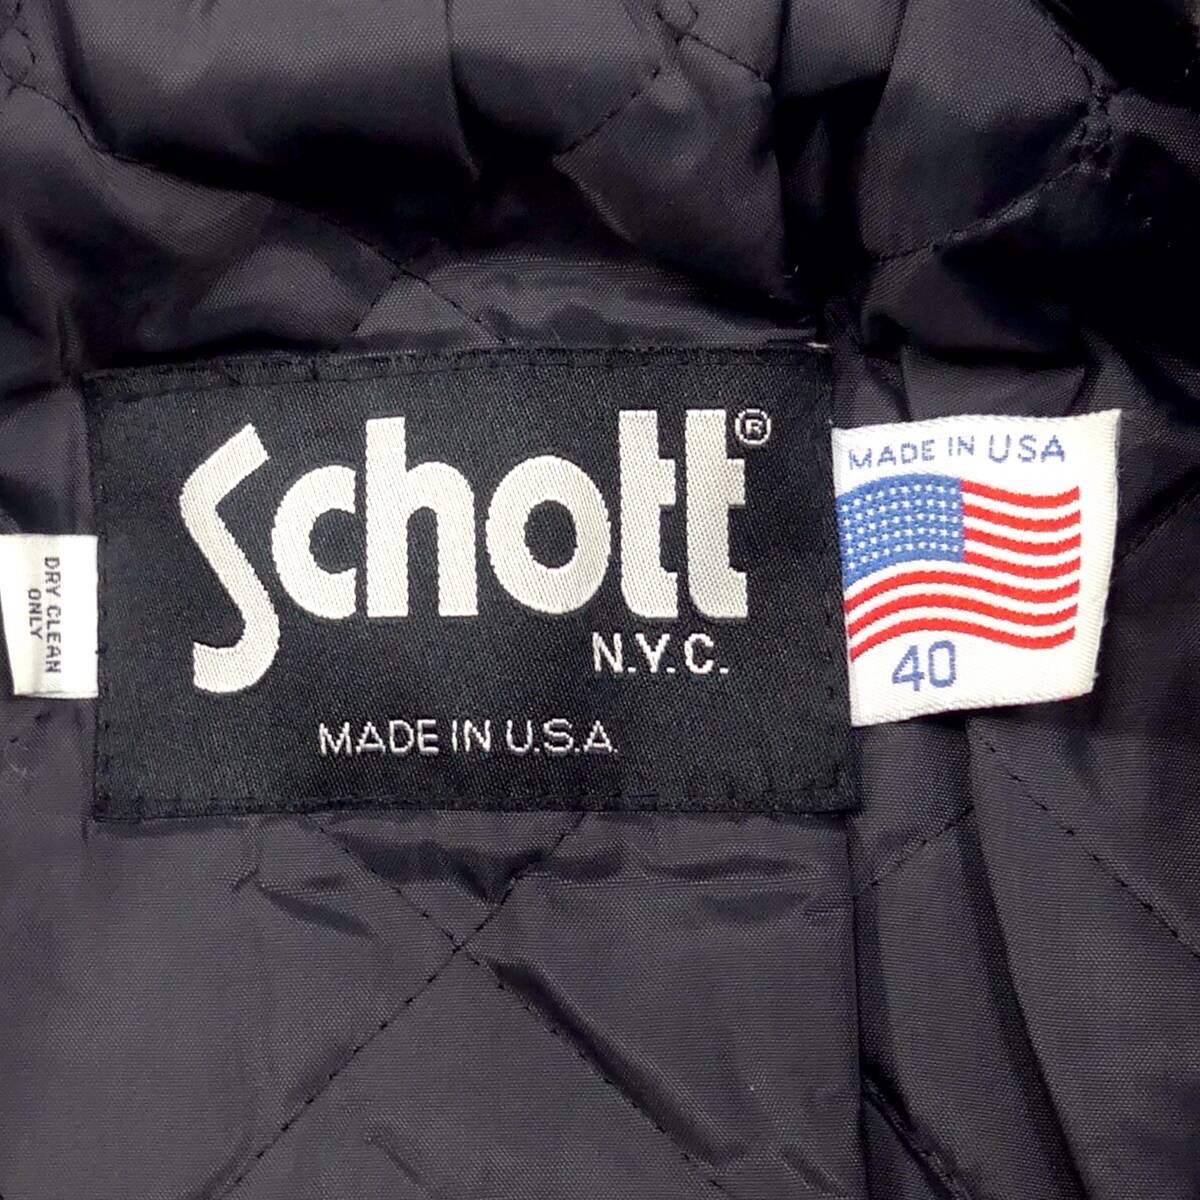 DRY CLEAN
ONLY
Schott®
N.Y.C.
MADE IN U.S.A.
MADE IN USA
40